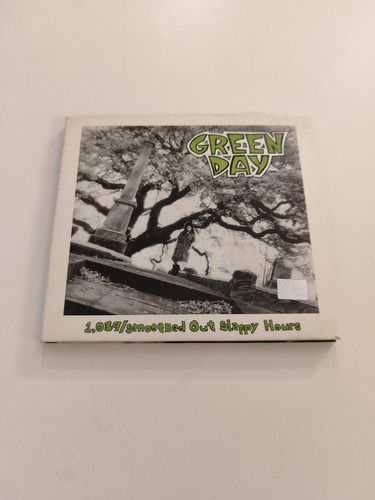 GREEN
DAY
1,039/Smoothed Out Slappy Hours